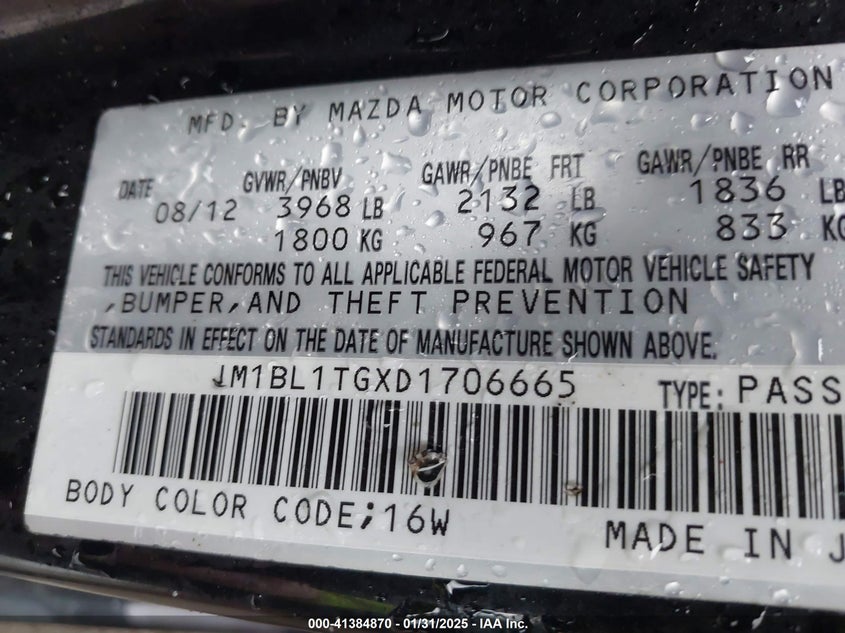 MFD. BY MAZDA MOTOR CORPORATION
DATE GVWR/PNBV GAWR/PNBE FRT GAWR/PNBE RR
08/12 3968 LB 2132 LB 1836 LB
1800 KG 967 KG 833 KG
THIS VEHICLE CONFORMS TO ALL APPLICABLE FEDERAL MOTOR VEHICLE SAFETY
,BUMPER,AND THEFT PREVENTION
STANDARDS IN EFFECT ON THE DATE OF MANUFACTURE SHOWN ABOVE.
JM1BL1TGXD1706665 TYPE: PASS
BODY COLOR CODE;16W
MADE IN J
000-41384870 - 01/31/2025 - IAA Inc.